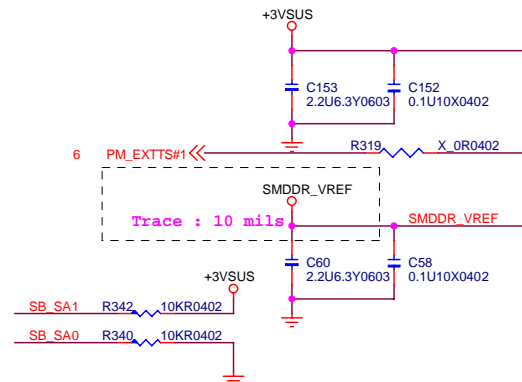 +3VSUS
C153
2.2U6.3Y0603
C152
0.1U10X0402
6 PM_EXTTS#1 R319 X_0R0402
SMDDR_VREF
Trace : 10 mils
SMDDR_VREF
C60
2.2U6.3Y0603
C58
0.1U10X0402
+3VSUS
SB_SA1 R342 10KR0402
SB_SA0 R340 10KR0402